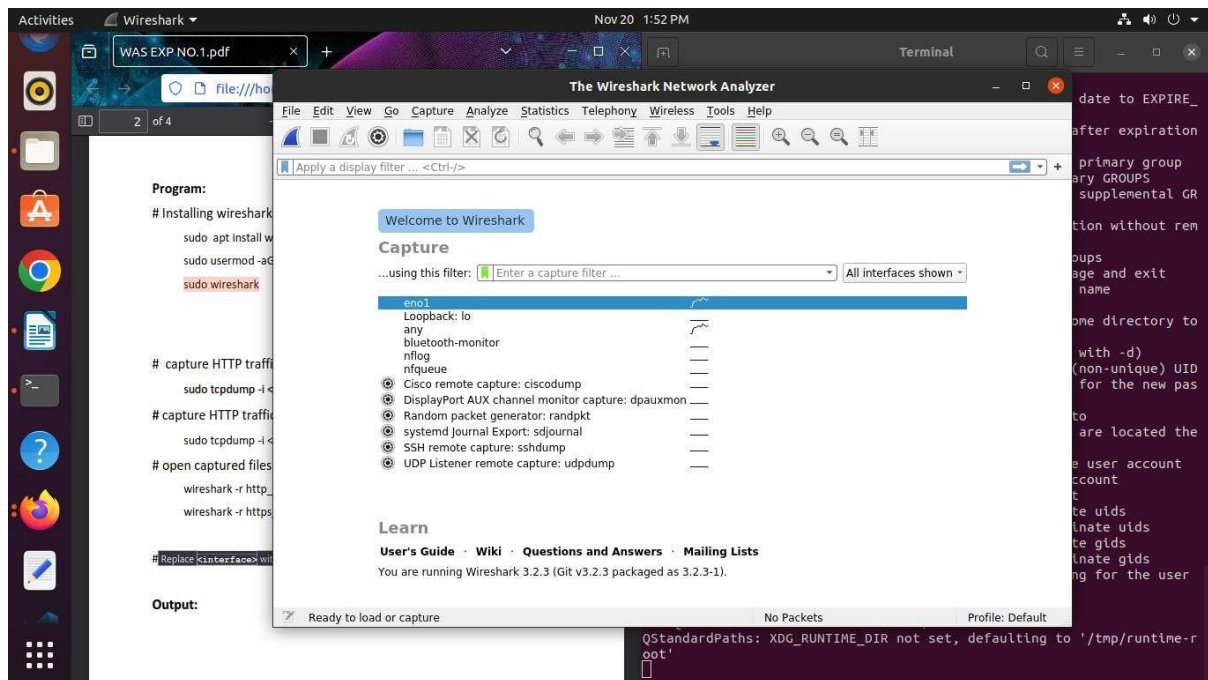 Activities
Wireshark
Nov 20 1:52 PM
WAS EXP NO.1.pdf
Terminal
file:///ho
2 of 4
Program:
# Installing wireshark
sudo apt install w
sudo usermod -aG
sudo wireshark
# capture HTTP traffi
sudo tcpdump -i <
# capture HTTP traffic
sudo tcpdump -i <
# open captured files
wireshark -r http_
wireshark -r https
# Replace <interface> wit
Output:
The Wireshark Network Analyzer
File Edit View Go Capture Analyze Statistics Telephony Wireless Tools Help
Apply a display filter ... <Ctrl-/>
Welcome to Wireshark
Capture
...using this filter: Enter a capture filter ... All interfaces shown
eno1
Loopback: lo
any
bluetooth-monitor
nflog
nfqueue
Cisco remote capture: ciscodump
DisplayPort AUX channel monitor capture: dpauxmon
Random packet generator: randpkt
systemd Journal Export: sdjournal
SSH remote capture: sshdump
UDP Listener remote capture: udpdump
Learn
User's Guide · Wiki · Questions and Answers · Mailing Lists
You are running Wireshark 3.2.3 (Git v3.2.3 packaged as 3.2.3-1).
Ready to load or capture
No Packets
Profile: Default
date to EXPIRE_
after expiration
primary group
ary GROUPS
supplemental GR
tion without rem
oups
age and exit
name
ome directory to
with -d)
(non-unique) UID
for the new pas
to
are located the
e user account
ccount
t
te uids
inate uids
te gids
inate gids
ng for the user
QStandardPaths: XDG_RUNTIME_DIR not set, defaulting to '/tmp/runtime-r
oot'